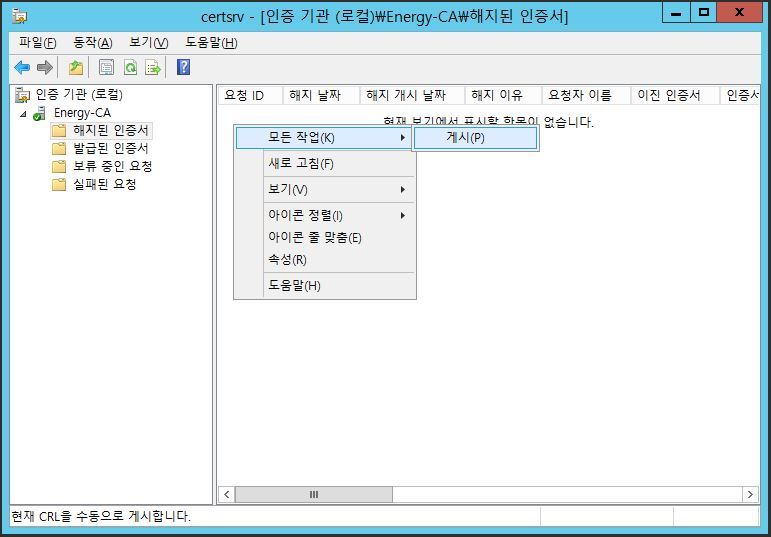 certsrv - [인증 기관 (로컬)₩Energy-CA₩해지된 인증서]
파일(F) 동작(A) 보기(V) 도움말(H)
인증 기관 (로컬)
Energy-CA
해지된 인증서
발급된 인증서
보류 중인 요청
실패된 요청
요청 ID 해지 날짜 해지 개시 날짜 해지 이유 요청자 이름 이진 인증서 인증서
현재 보기에서 표시할 항목이 없습니다.
모든 작업(K)
게시(P)
새로 고침(F)
보기(V)
아이콘 정렬(I)
아이콘 줄 맞춤(E)
속성(R)
도움말(H)
현재 CRL을 수동으로 게시합니다.